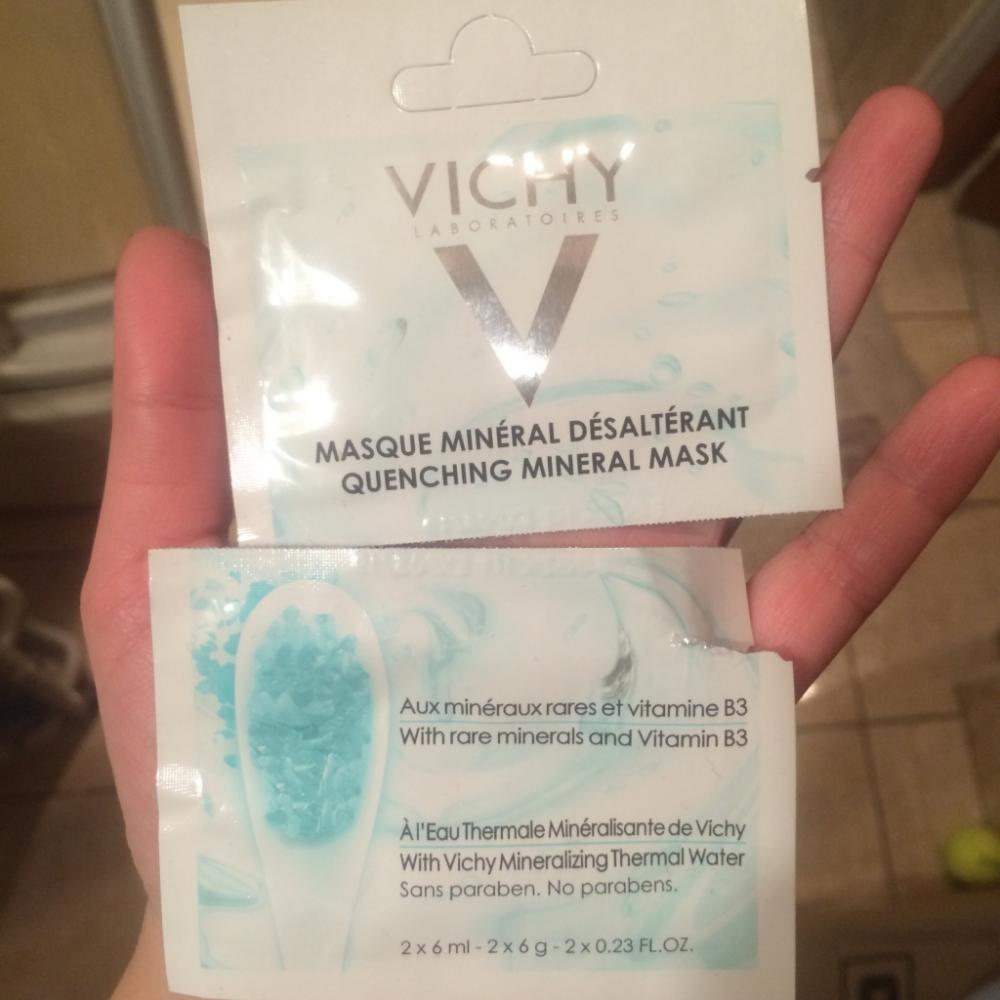 VICHY
LABORATOIRES
V
MASQUE MINÉRAL DÉSALTÉRANT
QUENCHING MINERAL MASK
Aux minéraux rares et vitamine B3
With rare minerals and Vitamin B3
À l'Eau Thermale Minéralisante de Vichy
With Vichy Mineralizing Thermal Water
Sans paraben. No parabens.
2 x 6 ml - 2 x 6 g - 2 x 0.23 FL.OZ.